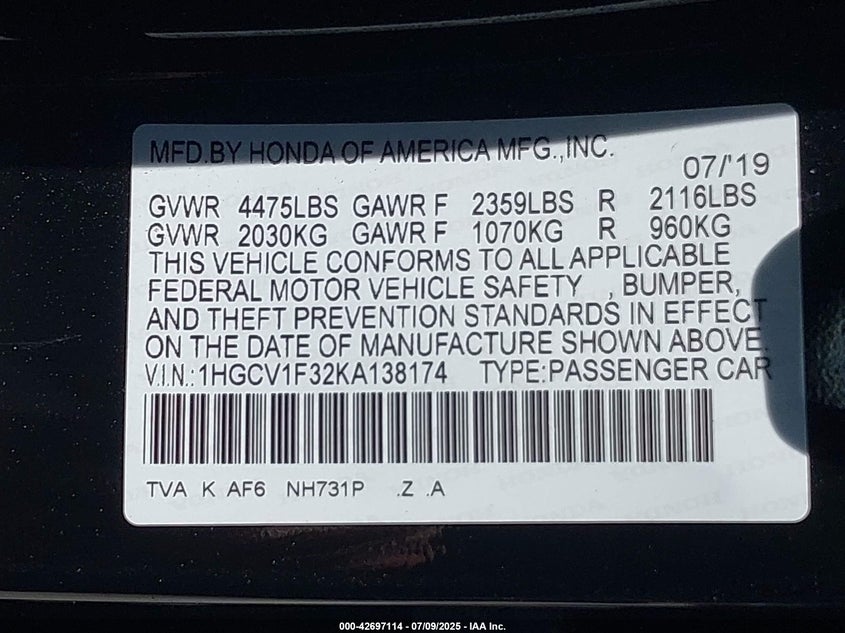 MFD.BY HONDA OF AMERICA MFG.,INC.
07/'19
GVWR 4475LBS GAWR F 2359LBS R 2116LBS
GVWR 2030KG GAWR F 1070KG R 960KG
THIS VEHICLE CONFORMS TO ALL APPLICABLE
FEDERAL MOTOR VEHICLE SAFETY , BUMPER,
AND THEFT PREVENTION STANDARDS IN EFFECT
ON THE DATE OF MANUFACTURE SHOWN ABOVE.
V.I.N.:1HGCV1F32KA138174 TYPE:PASSENGER CAR
TVA K AF6 NH731P .Z .A
000-42697114 - 07/09/2025 - IAA Inc.